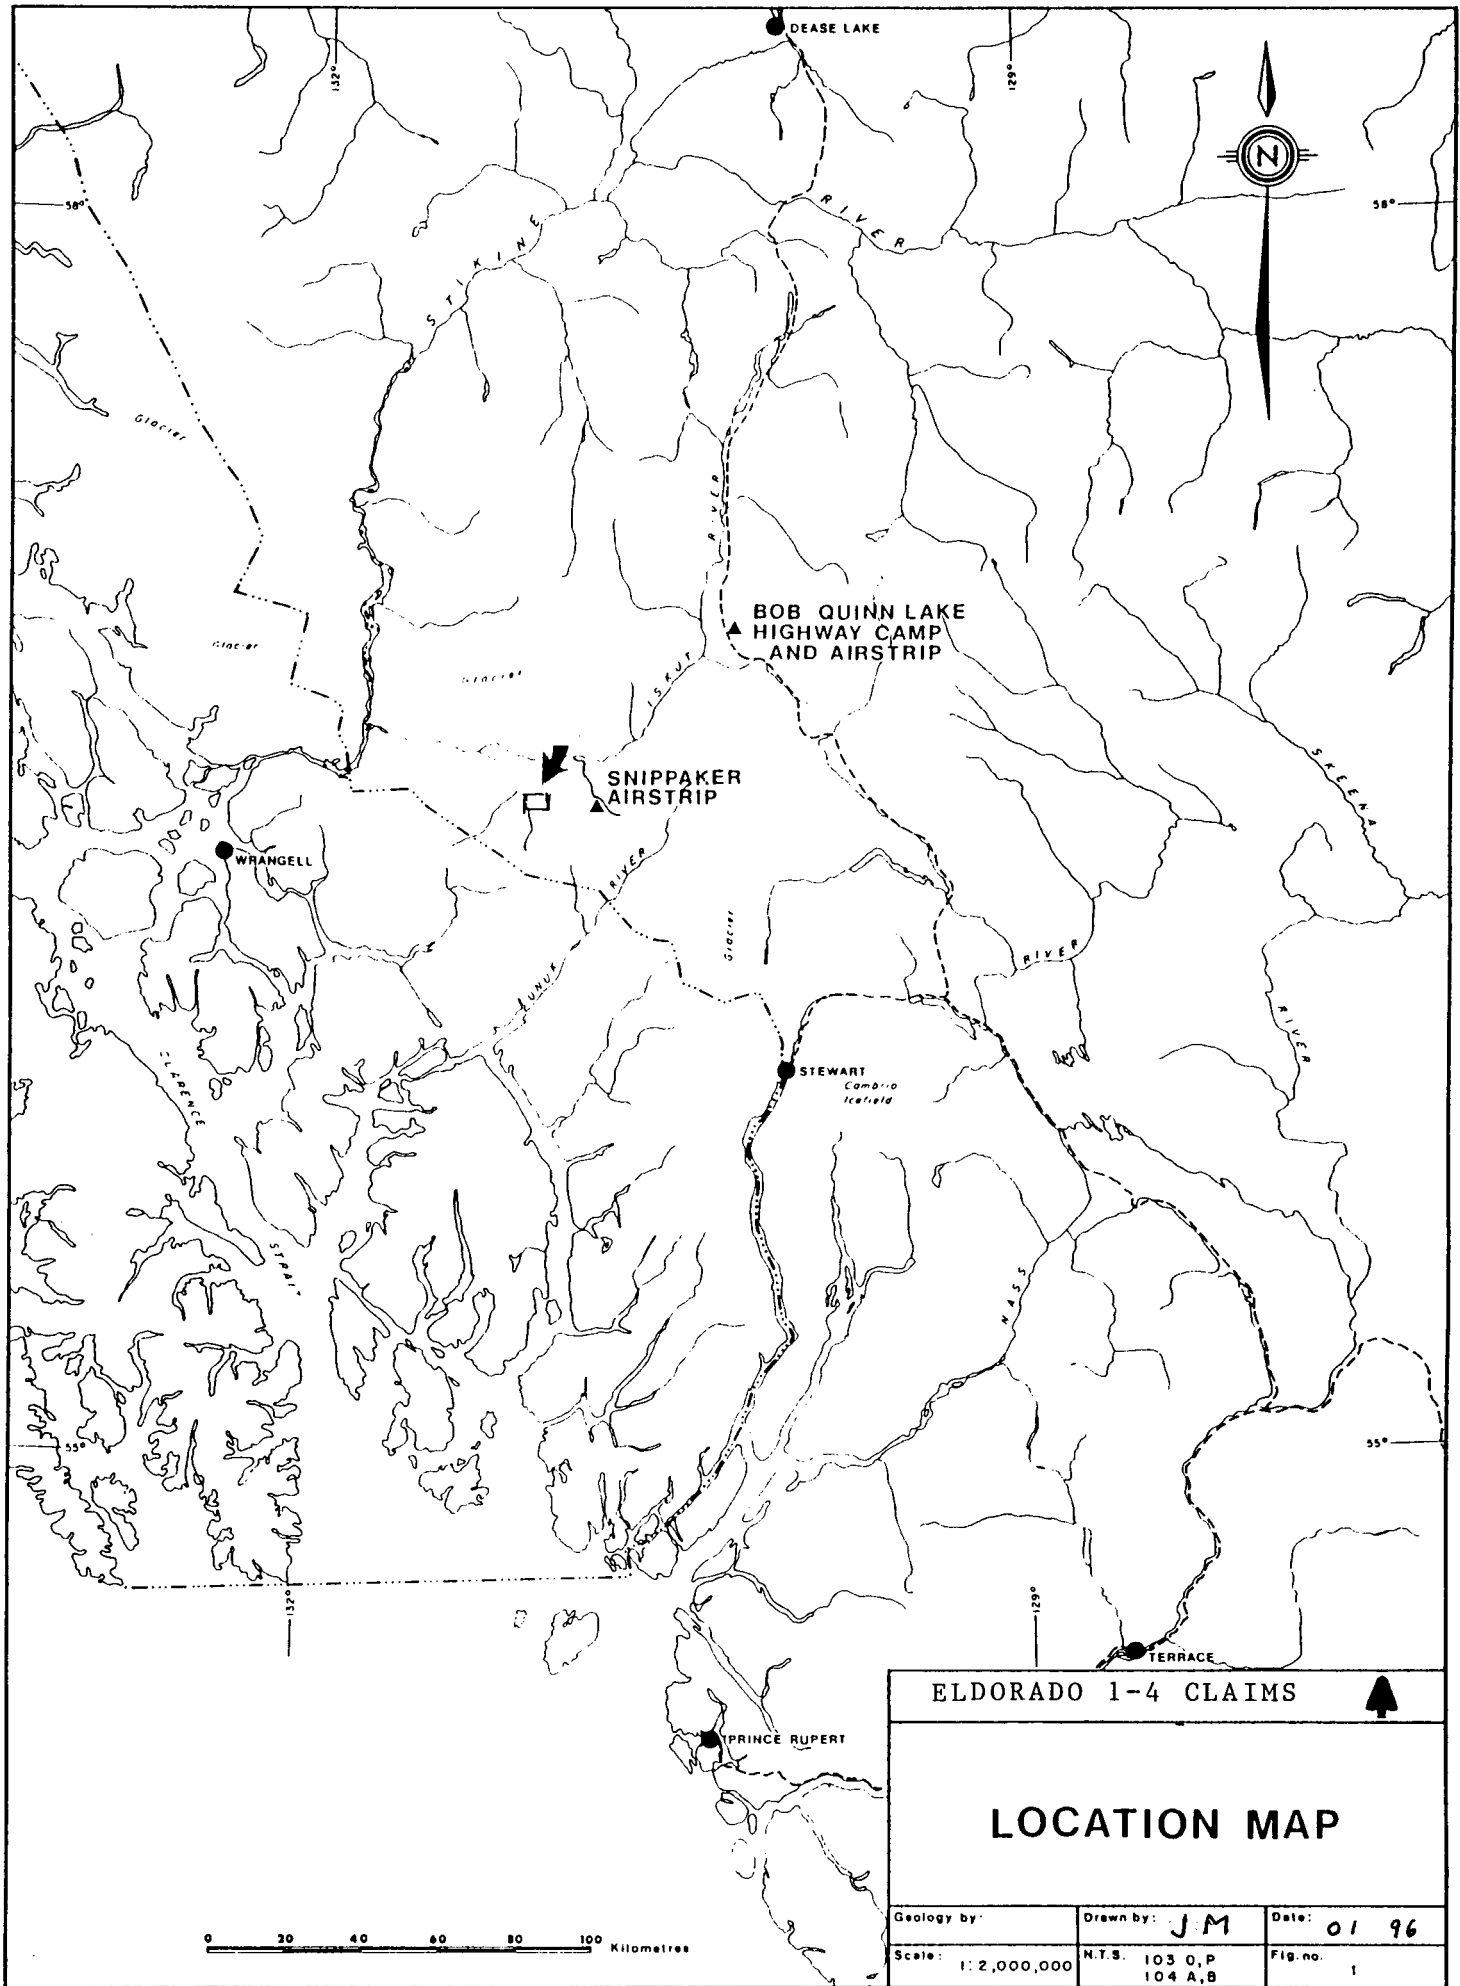 DEASE LAKE
132°
129°
N
58°
58°
STIKINE
RIVER
Glacier
RIVER
BOB QUINN LAKE
HIGHWAY CAMP
AND AIRSTRIP
Glacier
Glacier
ISKUT
SNIPPAKER
AIRSTRIP
SKEENA
WRANGELL
RIVER
Glacier
RIVER
UNUK
RIVER
CLARENCE
STEWART
Cambria
Icefield
STRAIT
NASS
55°
55°
132°
129°
TERRACE
PRINCE RUPERT
ELDORADO 1-4 CLAIMS
LOCATION MAP
0 20 40 60 80 100 Kilometres
Geology by:
Drawn by: J.M
Date: 01 96
Scale: 1:2,000,000
N.T.S. 103 O,P
104 A,B
Fig. no. 1